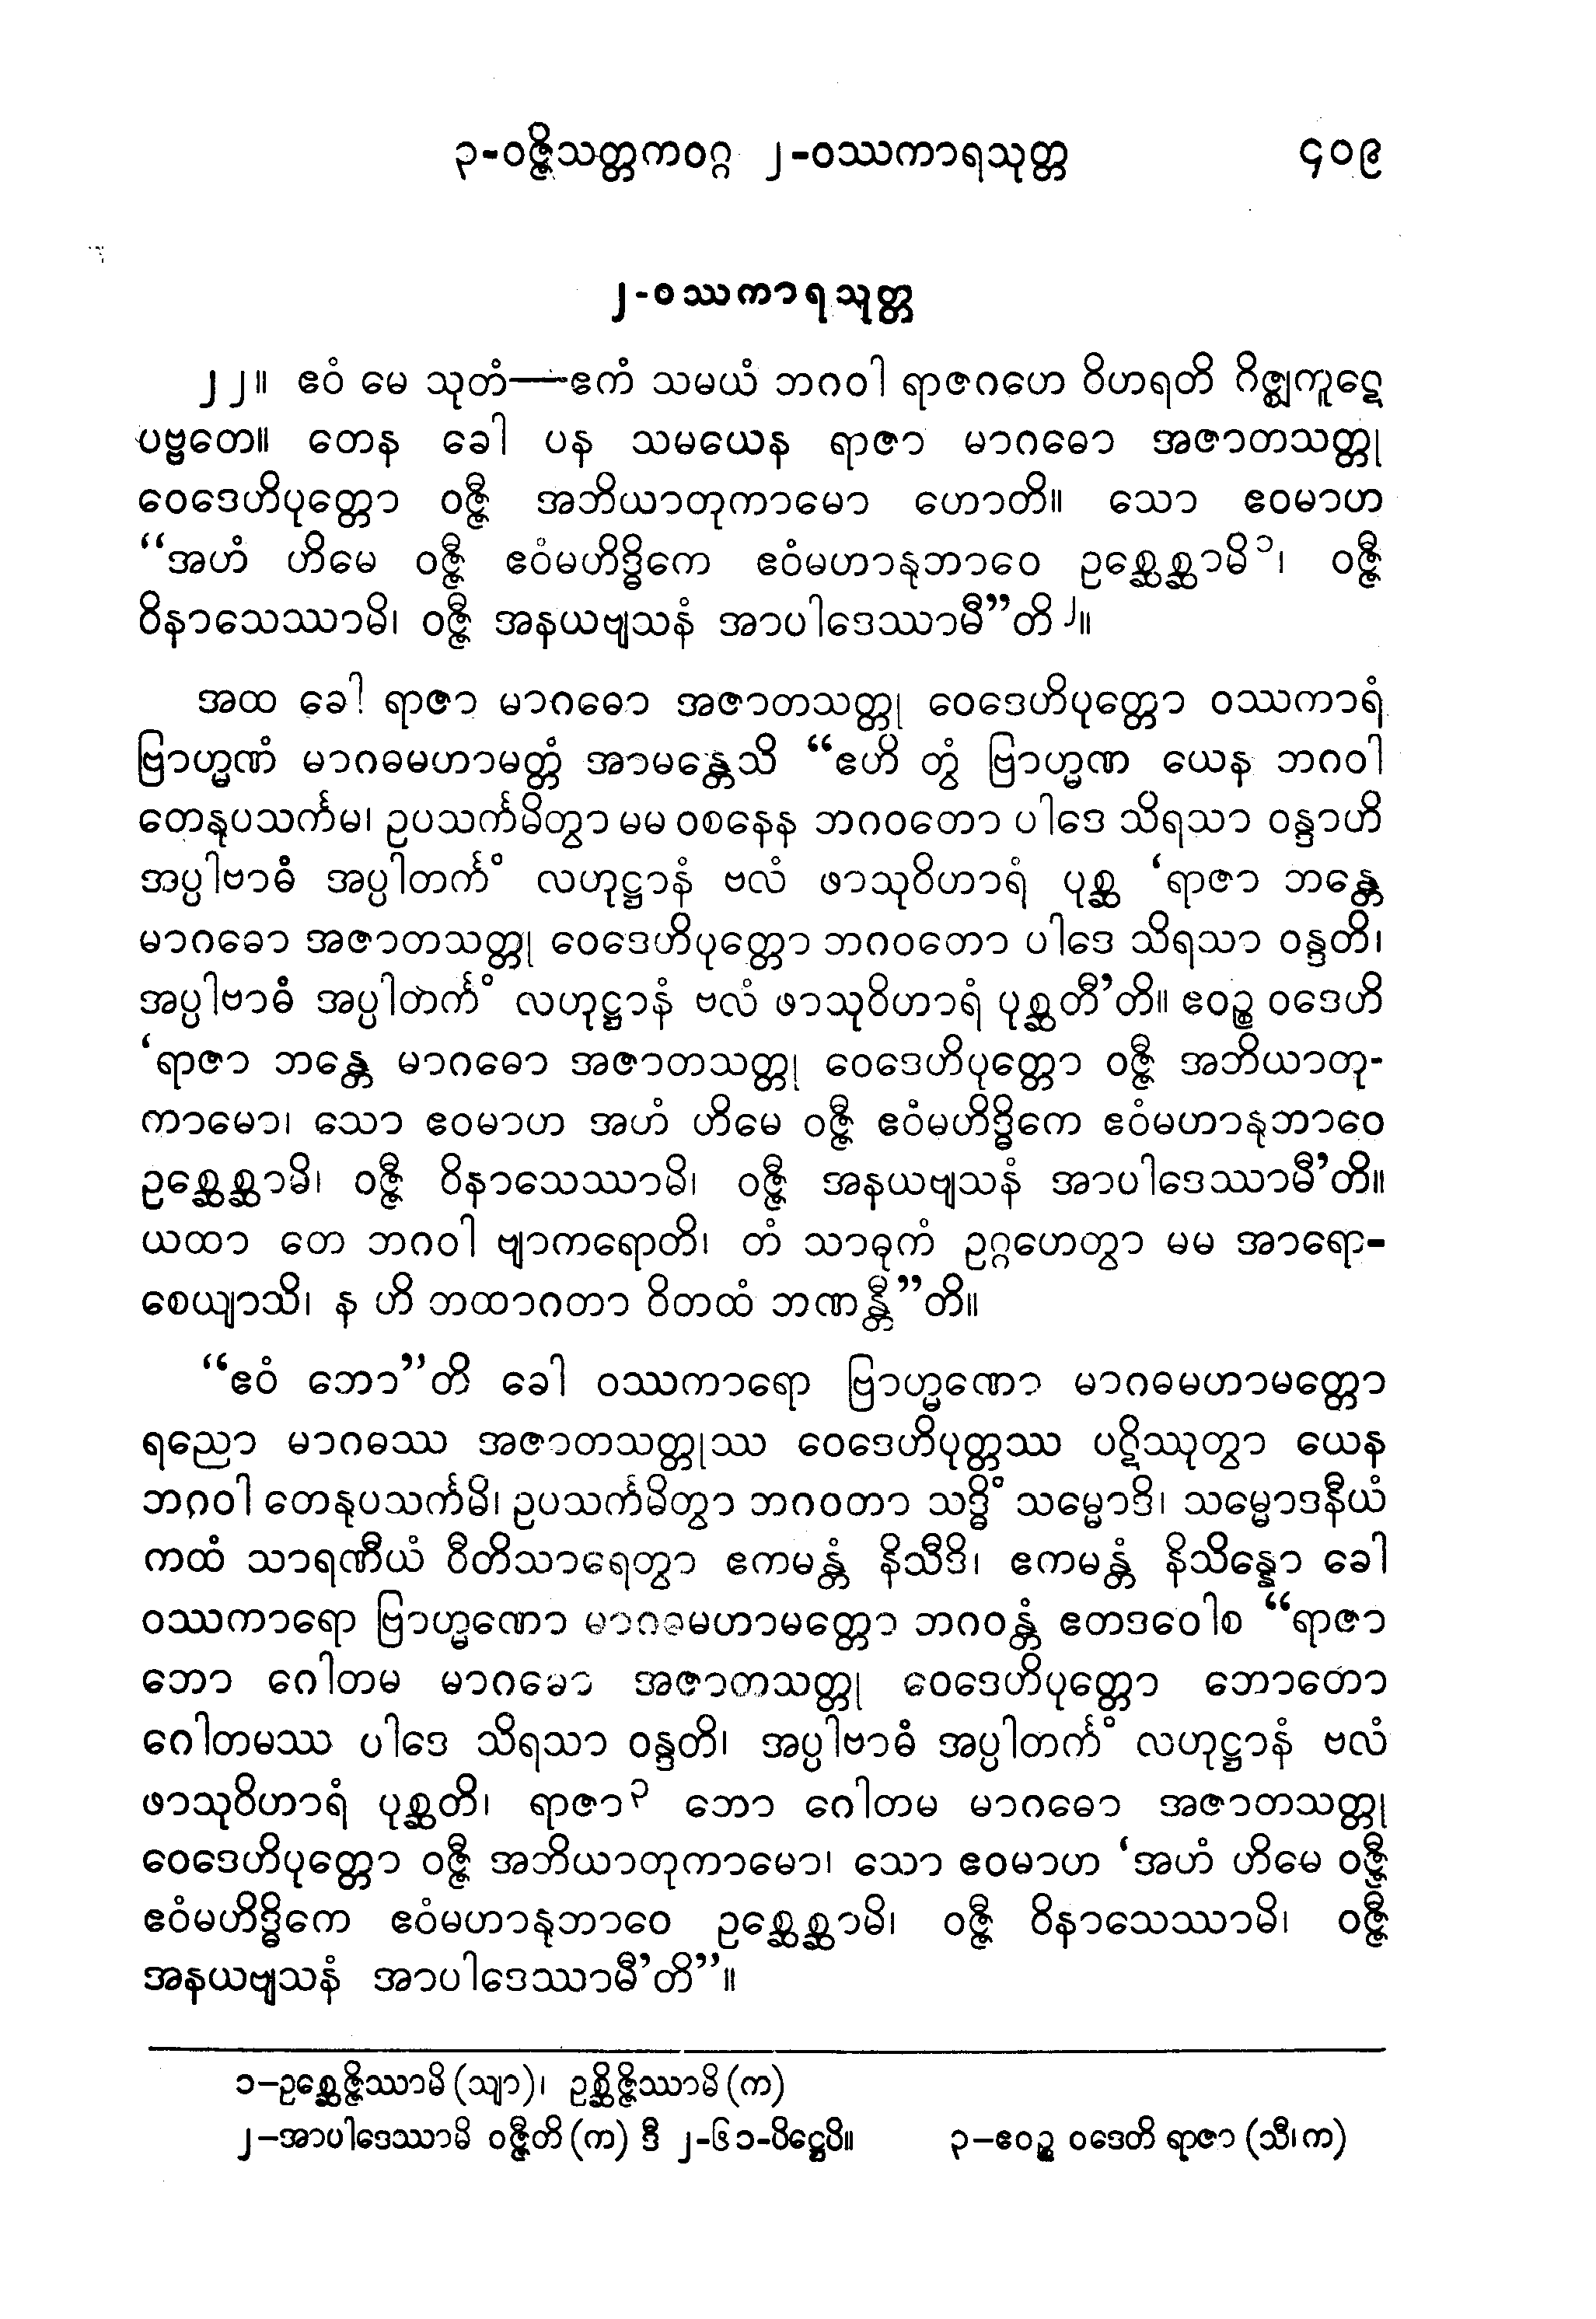 ၃-ဝဇ္ဇိသတ္တကဝဂ္ဂ ၂-ဝဿကာရသုတ္တ ၄၀၉
၂-ဝဿကာရသုတ္တ
၂၂။ ဧဝံ မေ သုတံ—ဧကံ သမယံ ဘဂဝါ ရာဇဂဟေ ဝိဟရတိ ဂိဇ္ဈကူဋေ
ပဗ္ဗတေ။ တေန ခေါ ပန သမယေန ရာဇာ မာဂဓော အဇာတသတ္တု
ဝေဒေဟိပုတ္တော ဝဇ္ဇီ အဘိယာတုကာမော ဟောတိ။ သော ဧဝမာဟ
“အဟံ ဟိမေ ဝဇ္ဇီ ဧဝံမဟိဒ္ဓိကေ ဧဝံမဟာနုဘာဝေ ဥစ္ဆေစ္ဆာမိ၁၊ ဝဇ္ဇီ
ဝိနာသေဿာမိ၊ ဝဇ္ဇီ အနယဗျသနံ အာပါဒေဿာမီ”တိ၂။
အထ ခေါ ရာဇာ မာဂဓော အဇာတသတ္တု ဝေဒေဟိပုတ္တော ဝဿကာရံ
ဗြာဟ္မဏံ မာဂဓမဟာမတ္တံ အာမန္တေသိ “ဧဟိ တွံ ဗြာဟ္မဏ ယေန ဘဂဝါ
တေနုပသင်္ကမ၊ ဥပသင်္ကမိတွာ မမ ဝစနေန ဘဂဝတော ပါဒေ သိရသာ ဝန္ဒာဟိ
အပ္ပါဗာဓံ အပ္ပါတင်္ကံ လဟုဋ္ဌာနံ ဗလံ ဖာသုဝိဟာရံ ပုစ္ဆ ‘ရာဇာ ဘန္တေ
မာဂဓော အဇာတသတ္တု ဝေဒေဟိပုတ္တော ဘဂဝတော ပါဒေ သိရသာ ဝန္ဒတိ၊
အပ္ပါဗာဓံ အပ္ပါတင်္ကံ လဟုဋ္ဌာနံ ဗလံ ဖာသုဝိဟာရံ ပုစ္ဆတီ’တိ။ ဧဝဉ္စ ဝဒေဟိ
‘ရာဇာ ဘန္တေ မာဂဓော အဇာတသတ္တု ဝေဒေဟိပုတ္တော ဝဇ္ဇီ အဘိယာတု-
ကာမော၊ သော ဧဝမာဟ အဟံ ဟိမေ ဝဇ္ဇီ ဧဝံမဟိဒ္ဓိကေ ဧဝံမဟာနုဘာဝေ
ဥစ္ဆေစ္ဆာမိ၊ ဝဇ္ဇီ ဝိနာသေဿာမိ၊ ဝဇ္ဇီ အနယဗျသနံ အာပါဒေဿာမီ’တိ။
ယထာ တေ ဘဂဝါ ဗျာကရောတိ၊ တံ သာဓုကံ ဥဂ္ဂဟေတွာ မမ အာရော-
စေယျာသိ၊ န ဟိ ဘထာဂတာ ဝိတထံ ဘဏန္တီ”တိ။
“ဧဝံ ဘော”တိ ခေါ ဝဿကာရော ဗြာဟ္မဏော မာဂဓမဟာမတ္တော
ရညော မာဂဓဿ အဇာတသတ္တုဿ ဝေဒေဟိပုတ္တဿ ပဋိဿုတွာ ယေန
ဘဂဝါ တေနုပသင်္ကမိ၊ ဥပသင်္ကမိတွာ ဘဂဝတာ သဒ္ဓိံ သမ္မောဒိ၊ သမ္မောဒနီယံ
ကထံ သာရဏီယံ ဝီတိသာရေတွာ ဧကမန္တံ နိသီဒိ၊ ဧကမန္တံ နိသိန္နော ခေါ
ဝဿကာရော ဗြာဟ္မဏော မာဂဓမဟာမတ္တော ဘဂဝန္တံ ဧတဒဝေါစ “ရာဇာ
ဘော ဂေါတမ မာဂဓော အဇာတသတ္တု ဝေဒေဟိပုတ္တော ဘောတော
ဂေါတမဿ ပါဒေ သိရသာ ဝန္ဒတိ၊ အပ္ပါဗာဓံ အပ္ပါတင်္ကံ လဟုဋ္ဌာနံ ဗလံ
ဖာသုဝိဟာရံ ပုစ္ဆတိ၊ ရာဇာ၃ ဘော ဂေါတမ မာဂဓော အဇာတသတ္တု
ဝေဒေဟိပုတ္တော ဝဇ္ဇီ အဘိယာတုကာမော၊ သော ဧဝမာဟ ‘အဟံ ဟိမေ ဝဇ္ဇီ
ဧဝံမဟိဒ္ဓိကေ ဧဝံမဟာနုဘာဝေ ဥစ္ဆေစ္ဆာမိ၊ ဝဇ္ဇီ ဝိနာသေဿာမိ၊ ဝဇ္ဇီ
အနယဗျသနံ အာပါဒေဿာမီ’တိ”။
၁–ဥစ္ဆေဇ္ဇိဿာမိ (သျာ)၊ ဥစ္ဆိဇ္ဇိဿာမိ (က)
၂–အာပါဒေဿာမိ ဝဇ္ဇီတိ (က) ဒီ ၂-၆၁-ပိဋ္ဌေပိ။ ၃–ဧဝဉ္စ ဝဒေတိ ရာဇာ (သီ၊ က)